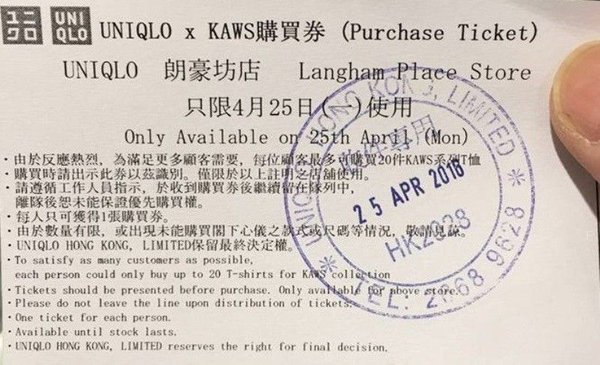 ユニクロ UNIQLO UNIQLO x KAWS購買券 (Purchase Ticket)
UNIQLO 朗豪坊店 Langham Place Store
只限4月25日(一)使用
Only Available on 25th April (Mon)
・由於反應熱烈，為滿足更多顧客需要，每位顧客最多可購買20件KAWS系列T恤
・購買時請出示此券以茲識別。僅限於以上註明之店舖使用。
・請遵循工作人員指示，於收到購買券後繼續留在隊列中，
離隊後恕未能保證優先購買權。
・每人只可獲得1張購買券。
・由於數量有限，或出現未能購買閣下心儀之款式或尺碼等情況，敬請見諒。
・UNIQLO HONG KONG, LIMITED保留最終決定權。
・To satisfy as many customers as possible,
each person could only buy up to 20 T-shirts for KAWS collection
・Tickets should be presented before purchase. Only available for above store.
・Please do not leave the line upon distribution of tickets.
・One ticket for each person.
・Available until stock lasts.
・UNIQLO HONG KONG, LIMITED reserves the right for final decision.
UNIQLO HONG KONG, LIMITED
25 APR 2016
HK2028
TEL: 2868 9628